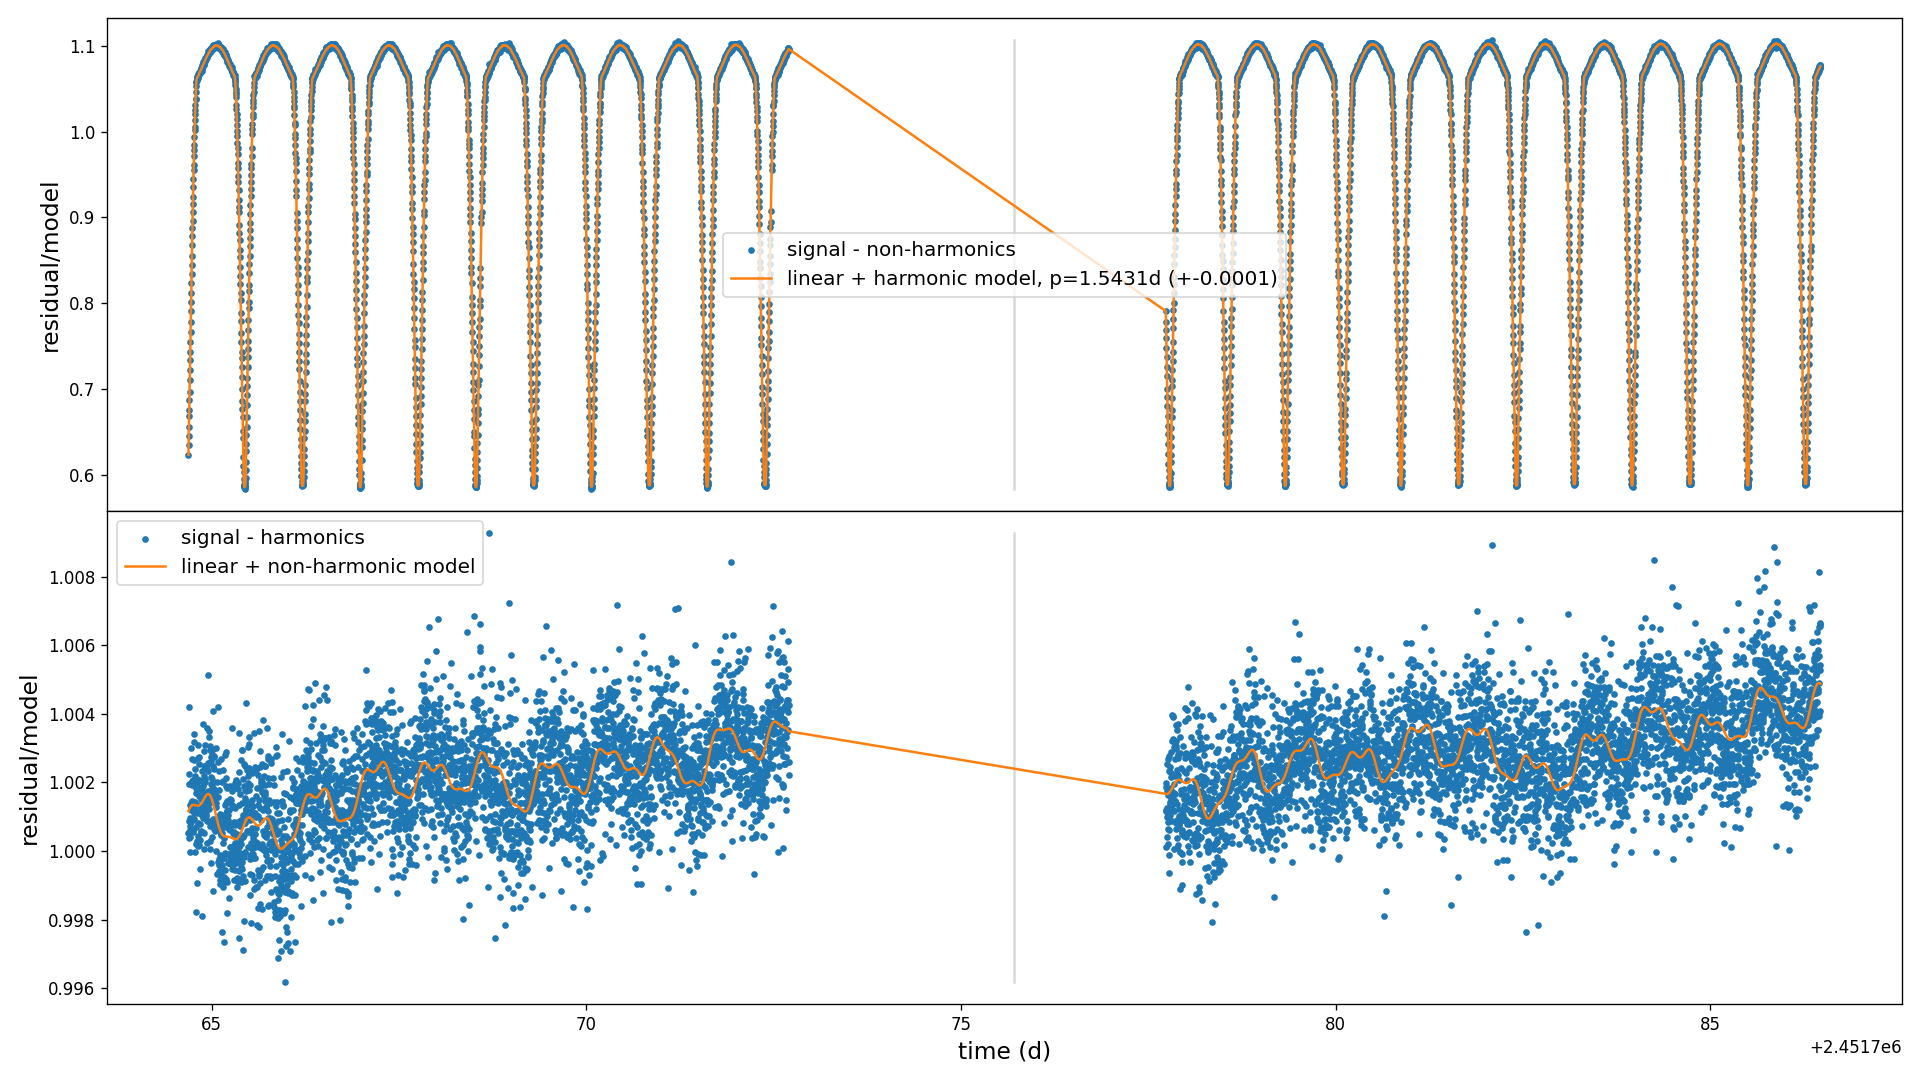 1.1
1.0
0.9
0.8
0.7
0.6
residual/model
signal - non-harmonics
linear + harmonic model, p=1.5431d (+-0.0001)
signal - harmonics
linear + non-harmonic model
1.008
1.006
1.004
1.002
1.000
0.998
0.996
residual/model
65 70 75 80 85
time (d)
+2.4517e6